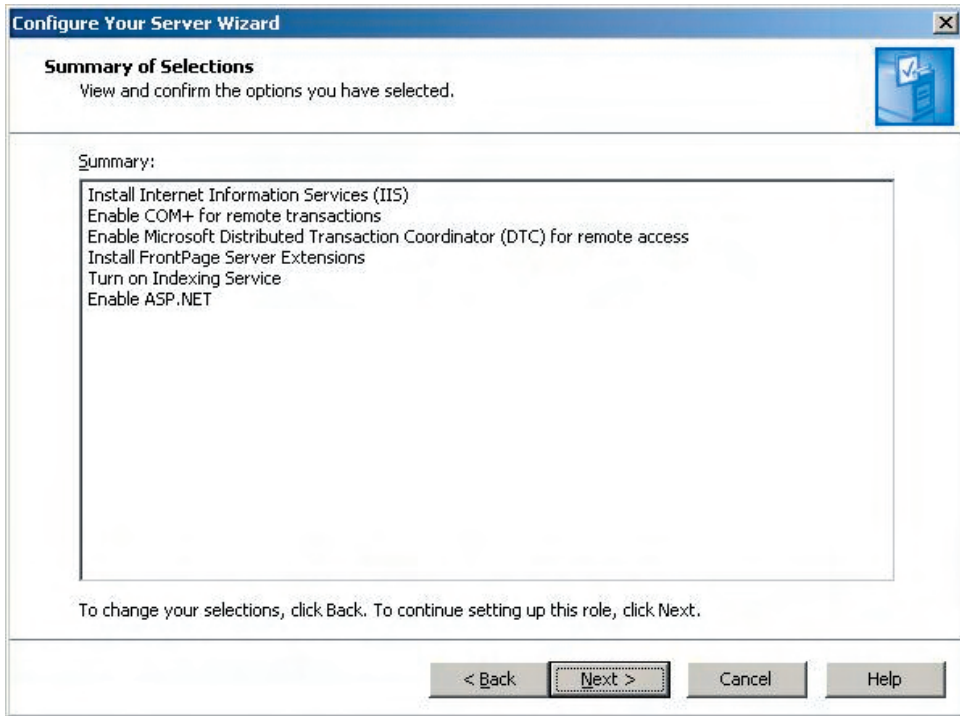 Configure Your Server Wizard
Summary of Selections
View and confirm the options you have selected.
Summary:
Install Internet Information Services (IIS)
Enable COM+ for remote transactions
Enable Microsoft Distributed Transaction Coordinator (DTC) for remote access
Install FrontPage Server Extensions
Turn on Indexing Service
Enable ASP.NET
To change your selections, click Back. To continue setting up this role, click Next.
< Back Next > Cancel Help